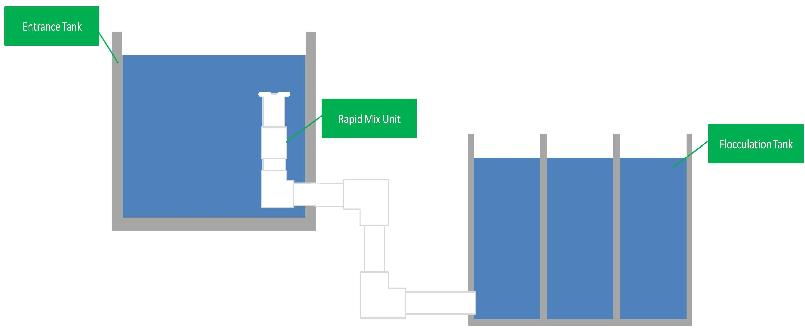 Entrance Tank
Rapid Mix Unit
Flocculation Tank